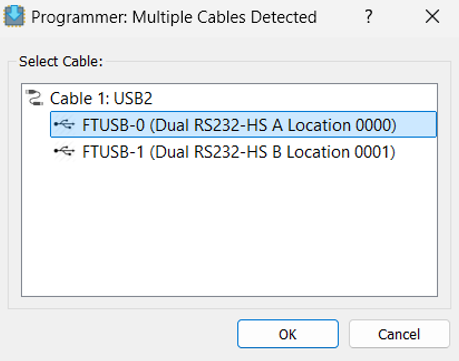 Programmer: Multiple Cables Detected ?
Select Cable:
Cable 1: USB2
FTUSB-0 (Dual RS232-HS A Location 0000)
FTUSB-1 (Dual RS232-HS B Location 0001)
OK Cancel